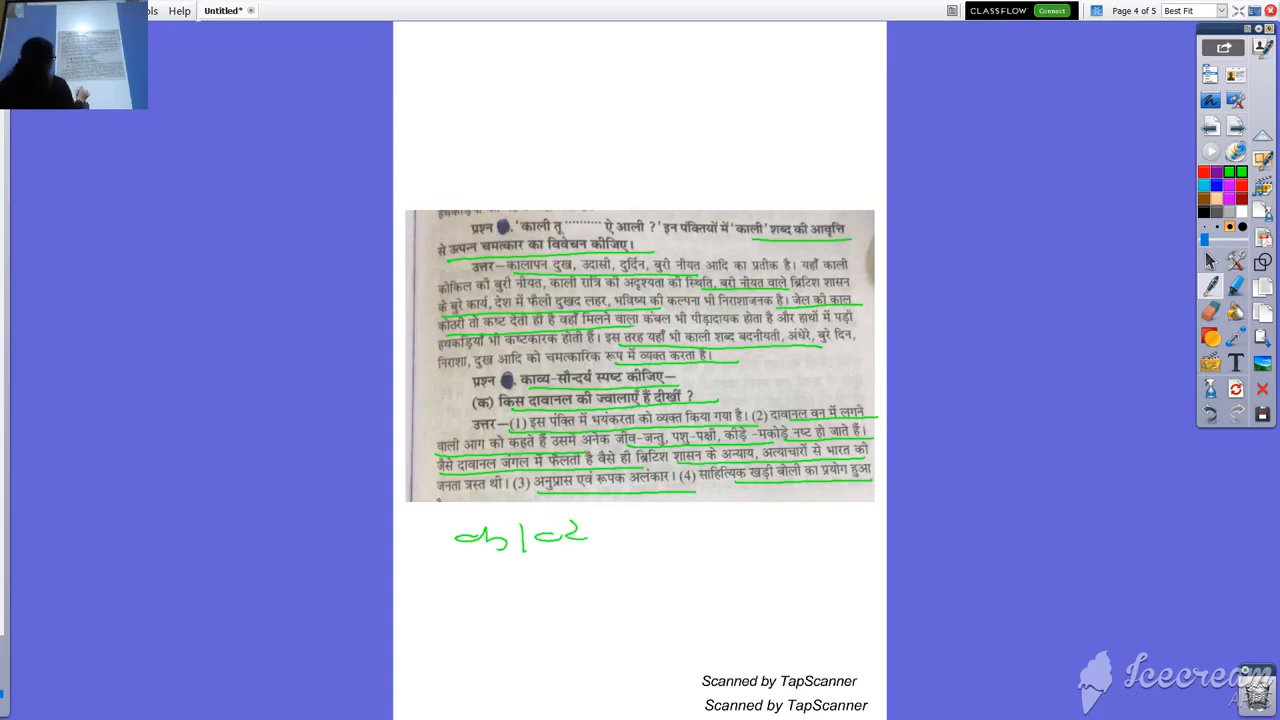 ols Help Untitled*
CLASSFLOW Connect Page 4 of 5 Best Fit
प्रश्न .'काली तू ·········· ऐ आली ?' इन पंक्तियों में 'काली' शब्द की आवृत्ति
से उत्पन्न चमत्कार का विवेचन कीजिए।
उत्तर–कालापन दुख, उदासी, दुर्दिन, बुरी नीयत आदि का प्रतीक है। यहाँ काली
कोकिल की बुरी नीयत, काली रात्रि की अदृश्यता की स्थिति, बुरी नीयत वाले ब्रिटिश शासन
के बुरे कार्य, देश में फैली दुखद लहर, भविष्य की कल्पना भी निराशाजनक है। जेल की काल
कोठरी तो कष्ट देती ही है वहाँ मिलने वाला कंबल भी पीड़ादायक होता है और हाथों में पड़ी
हथकड़ियाँ भी कष्टकारक होती हैं। इस तरह यहाँ भी काली शब्द बदनीयती, अंधेरे, बुरे दिन,
निराशा, दुख आदि को चमत्कारिक रूप में व्यक्त करता है।
प्रश्न . काव्य-सौन्दर्य स्पष्ट कीजिए–
(क) किस दावानल की ज्वालाएँ हैं दीखीं ?
उत्तर–(1) इस पंक्ति में भयंकरता को व्यक्त किया गया है। (2) दावानल वन में लगने
वाली आग को कहते हैं उसमें अनेक जीव-जन्तु, पशु-पक्षी, कीड़े -मकोड़े नष्ट हो जाते हैं।
जैसे दावानल जंगल में फैलता है वैसे ही ब्रिटिश शासन के अन्याय, अत्याचारों से भारत की
जनता त्रस्त थी। (3) अनुप्रास एवं रूपक अलंकार। (4) साहित्यिक खड़ी बोली का प्रयोग हुआ
Scanned by TapScanner
Scanned by TapScanner
Icecream
APPS